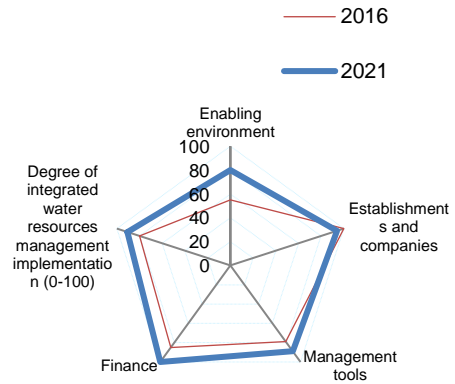 2016
2021
Enabling
environment
100
80
60
40
20
0
Establishment
s and
companies
Management
tools
Finance
Degree of
integrated
water
resources
management
implementatio
n (0-100)